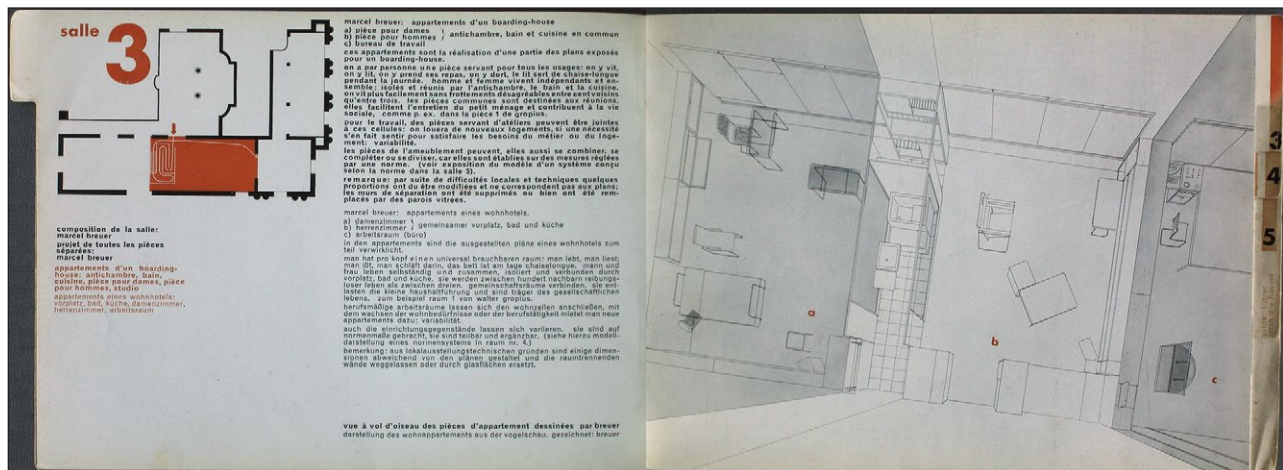 salle 3
composition de la salle:
marcel breuer
projet de toutes les pièces
séparées:
marcel breuer
appartements d'un boarding-
house: antichambre, bain,
cuisine, pièce pour dames, pièce
pour hommes, studio
appartements eines wohnhotels:
vorplatz, bad, küche, damenzimmer,
herrenzimmer, arbeitsraum
marcel breuer: appartements d'un boarding-house
a) pièce pour dames
b) pièce pour hommes } antichambre, bain et cuisine en commun
c) bureau de travail
ces appartements sont la réalisation d'une partie des plans exposés
pour un boarding-house.
on a par personne une pièce servant pour tous les usages: on y vit,
on y lit, on y prend ses repas, on y dort. le lit sert de chaise-longue
pendant la journée. homme et femme vivent indépendants et en-
semble; isolés et réunis par l'antichambre, le bain et la cuisine.
on vit plus facilement sans frottements désagréables entre cent voisins
qu'entre trois. les pièces communes sont destinées aux réunions.
elles facilitent l'entretien du petit ménage et contribuent à la vie
sociale, comme p. ex. dans la pièce 1 de gropius.
pour le travail, des pièces servant d'atéliers peuvent être jointes
à ces cellules: on louera de nouveaux logements, si une nécessité
s'en fait sentir pour satisfaire les besoins du métier ou du loge-
ment: variabilité.
les pièces de l'ameublement peuvent, elles aussi se combiner, se
compléter ou se diviser, car elles sont établies sur des mesures réglées
par une norme. (voir exposition du modèle d'un système conçu
selon la norme dans la salle 5).
remarque: par suite de difficultés locales et techniques quelques
proportions ont du être modifiées et ne correspondent pas aux plans;
les murs de séparation ont été supprimés ou bien ont été rem-
placés par des parois vitrées.
marcel breuer: appartements eines wohnhotels.
a) damenzimmer
b) herrenzimmer } gemeinsamer vorplatz, bad und küche
c) arbeitsraum (büro)
in den appartements sind die ausgestellten pläne eines wohnhotels zum
teil verwirklicht.
man hat pro kopf einen universal brauchbaren raum: man lebt, man liest,
man ißt, man schläft darin, das bett ist am tage chaiselongue. mann und
frau leben selbständig und zusammen, isoliert und verbunden durch
vorplatz, bad und küche. sie werden zwischen hundert nachbarn reibungs-
loser leben als zwischen dreien. gemeinschaftsräume verbinden, sie ent-
lasten die kleine haushaltführung und sind träger des gesellschaftlichen
lebens. zum beispiel raum 1 von walter gropius.
berufsmäßige arbeitsräume lassen sich den wohnzellen anschließen, mit
dem wachsen der wohnbedürfnisse oder der berufstätigkeit mietet man neue
appartements dazu: variabilität.
auch die einrichtungsgegenstände lassen sich variieren. sie sind auf
normenmaße gebracht, sie sind teilbar und ergänzbar. (siehe hierzu modell-
darstellung eines normensystems in raum nr. 4.)
bemerkung: aus lokalausstellungstechnischen gründen sind einige dimen-
sionen abweichend von den plänen gestaltet und die raumtrennenden
wände weggelassen oder durch glasflächen ersetzt.
vue à vol d'oiseau des pièces d'appartement dessinées par breuer
darstellung des wohnappartements aus der vogelschau. gezeichnet: breuer
a
b
c
3
4
5